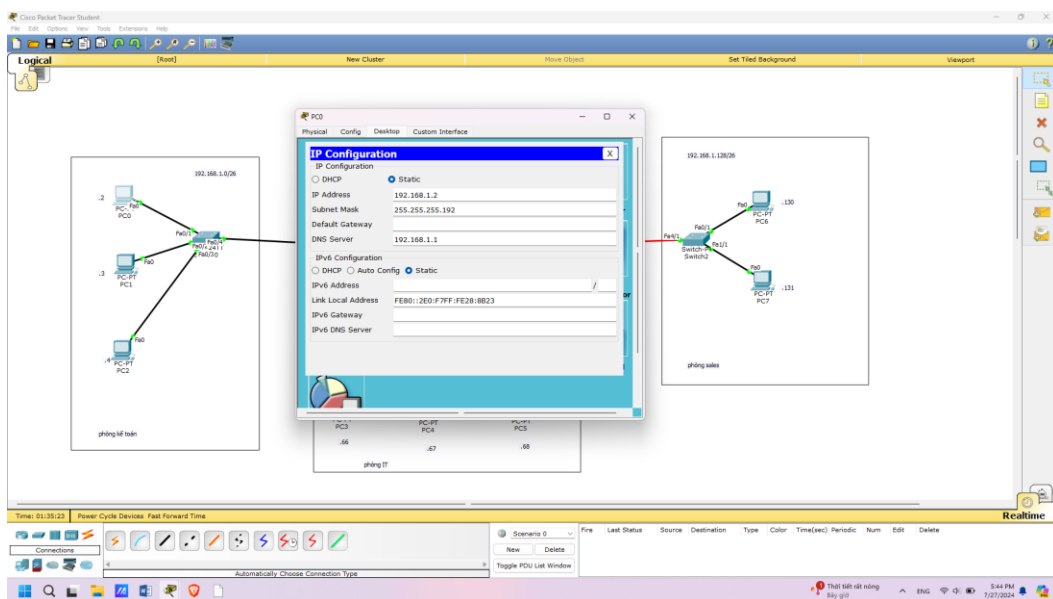 Cisco Packet Tracer Student
File Edit Options View Tools Extensions Help
Logical [Root] New Cluster Move Object Set Tiled Background Viewport
PC0
Physical Config Desktop Custom Interface
IP Configuration X
IP Configuration
DHCP Static
IP Address 192.168.1.2
Subnet Mask 255.255.255.192
Default Gateway
DNS Server 192.168.1.1
IPv6 Configuration
DHCP Auto Config Static
IPv6 Address /
Link Local Address FE80::2E0:F7FF:FE28:8B23
IPv6 Gateway
IPv6 DNS Server
192.168.1.0/26
.2
Fa0
PC0
Fa0/1
Fa0/4
Fa0/3
.3
Fa0
PC-PT
PC1
Fa0
.4
PC-PT
PC2
phòng kế toán
192.168.1.128/26
Fa0
.130
PC-PT
PC6
Fa0/1
Fa4/1
Fa1/1
Switch2
Fa0
.131
PC-PT
PC7
phòng sales
PC3
PC-PT
PC4
PC5
.66
.67
.68
phòng IT
Time: 01:35:23 Power Cycle Devices Fast Forward Time Realtime
Connections
Automatically Choose Connection Type
Scenario 0
New Delete
Toggle PDU List Window
Fire Last Status Source Destination Type Color Time(sec) Periodic Num Edit Delete
Thời tiết rất nóng
Bây giờ
ENG
5:44 PM
7/27/2024